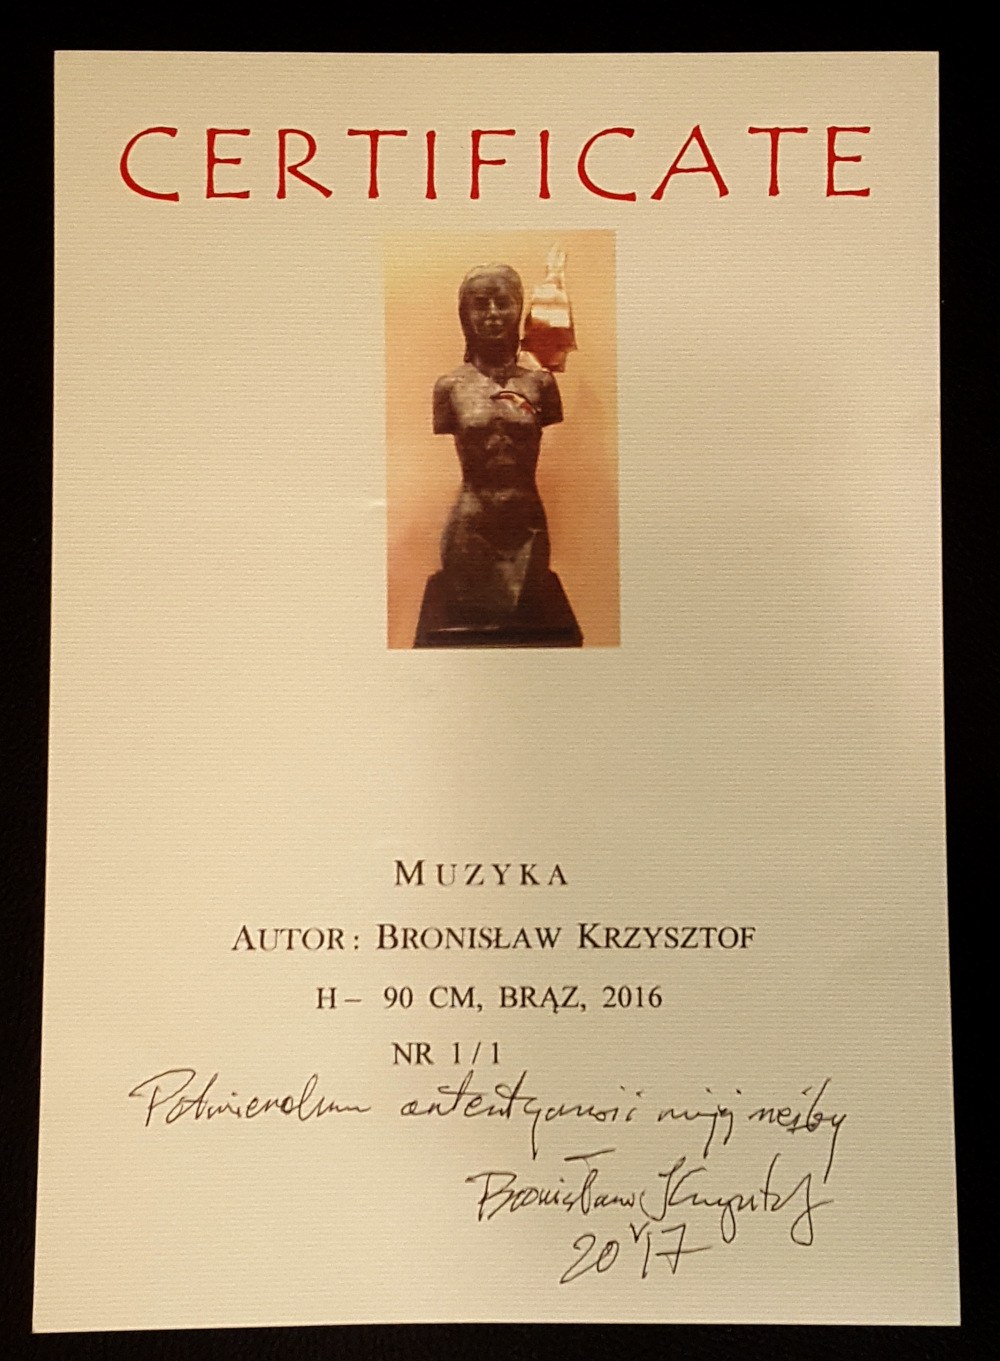 CERTIFICATE
MUZYKA
AUTOR: BRONISŁAW KRZYSZTOF
H – 90 CM, BRĄZ, 2016
NR 1/1
Potwierdzam autentyczność mojej rzeźby
Bronisław Krzysztof
20 V 17